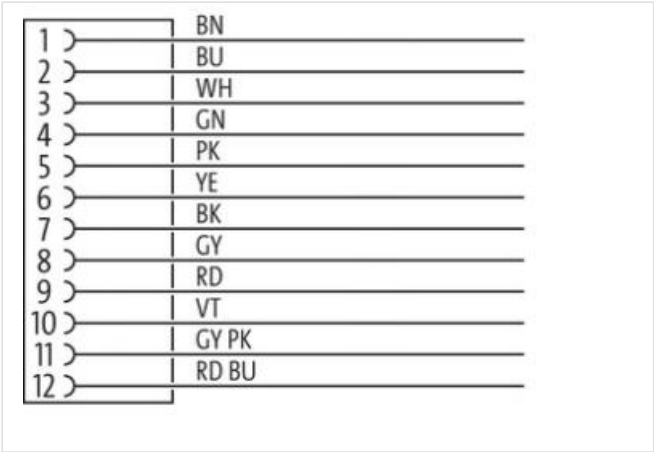 1 BN
2 BU
3 WH
4 GN
5 PK
6 YE
7 BK
8 GY
9 RD
10 VT
11 GY PK
12 RD BU